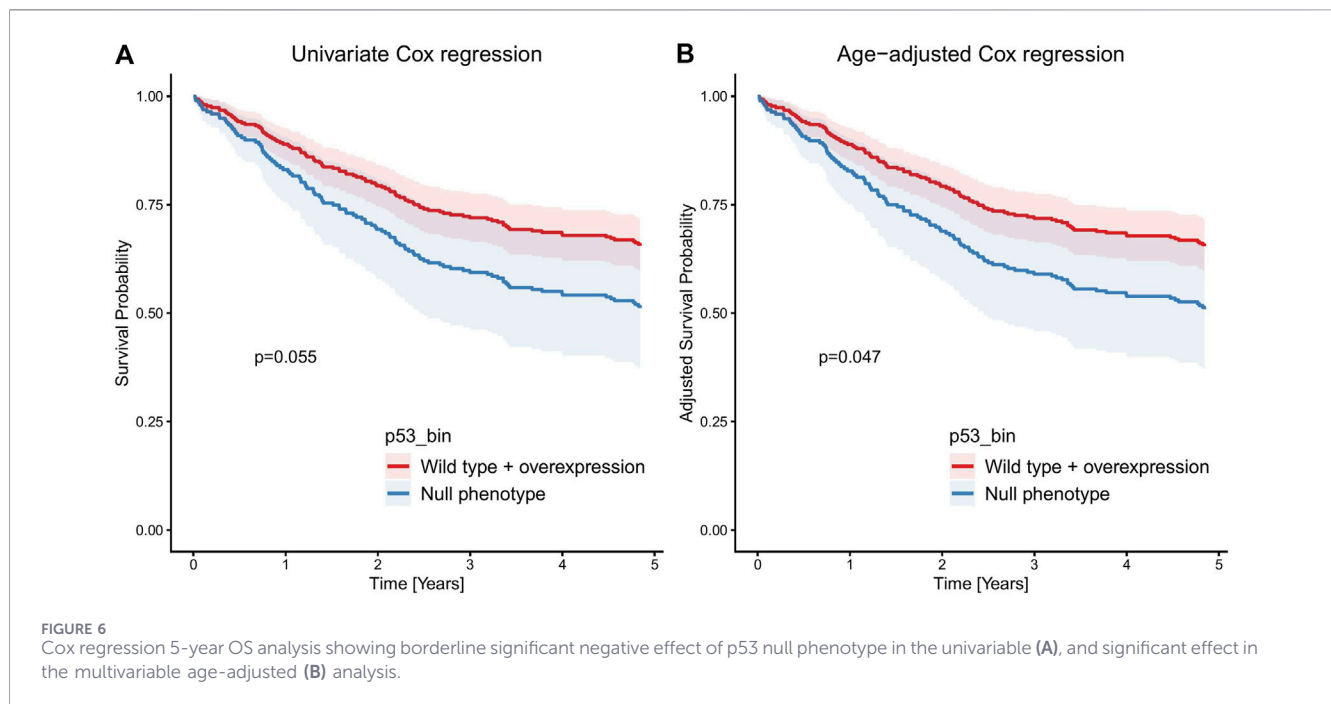 A
Univariate Cox regression
Survival Probability
1.00
0.75
0.50
0.25
0.00
p=0.055
p53_bin
Wild type + overexpression
Null phenotype
0 1 2 3 4 5
Time [Years]
B
Age-adjusted Cox regression
Adjusted Survival Probability
1.00
0.75
0.50
0.25
0.00
p=0.047
p53_bin
Wild type + overexpression
Null phenotype
0 1 2 3 4 5
Time [Years]
FIGURE 6
Cox regression 5-year OS analysis showing borderline significant negative effect of p53 null phenotype in the univariable (A), and significant effect in
the multivariable age-adjusted (B) analysis.